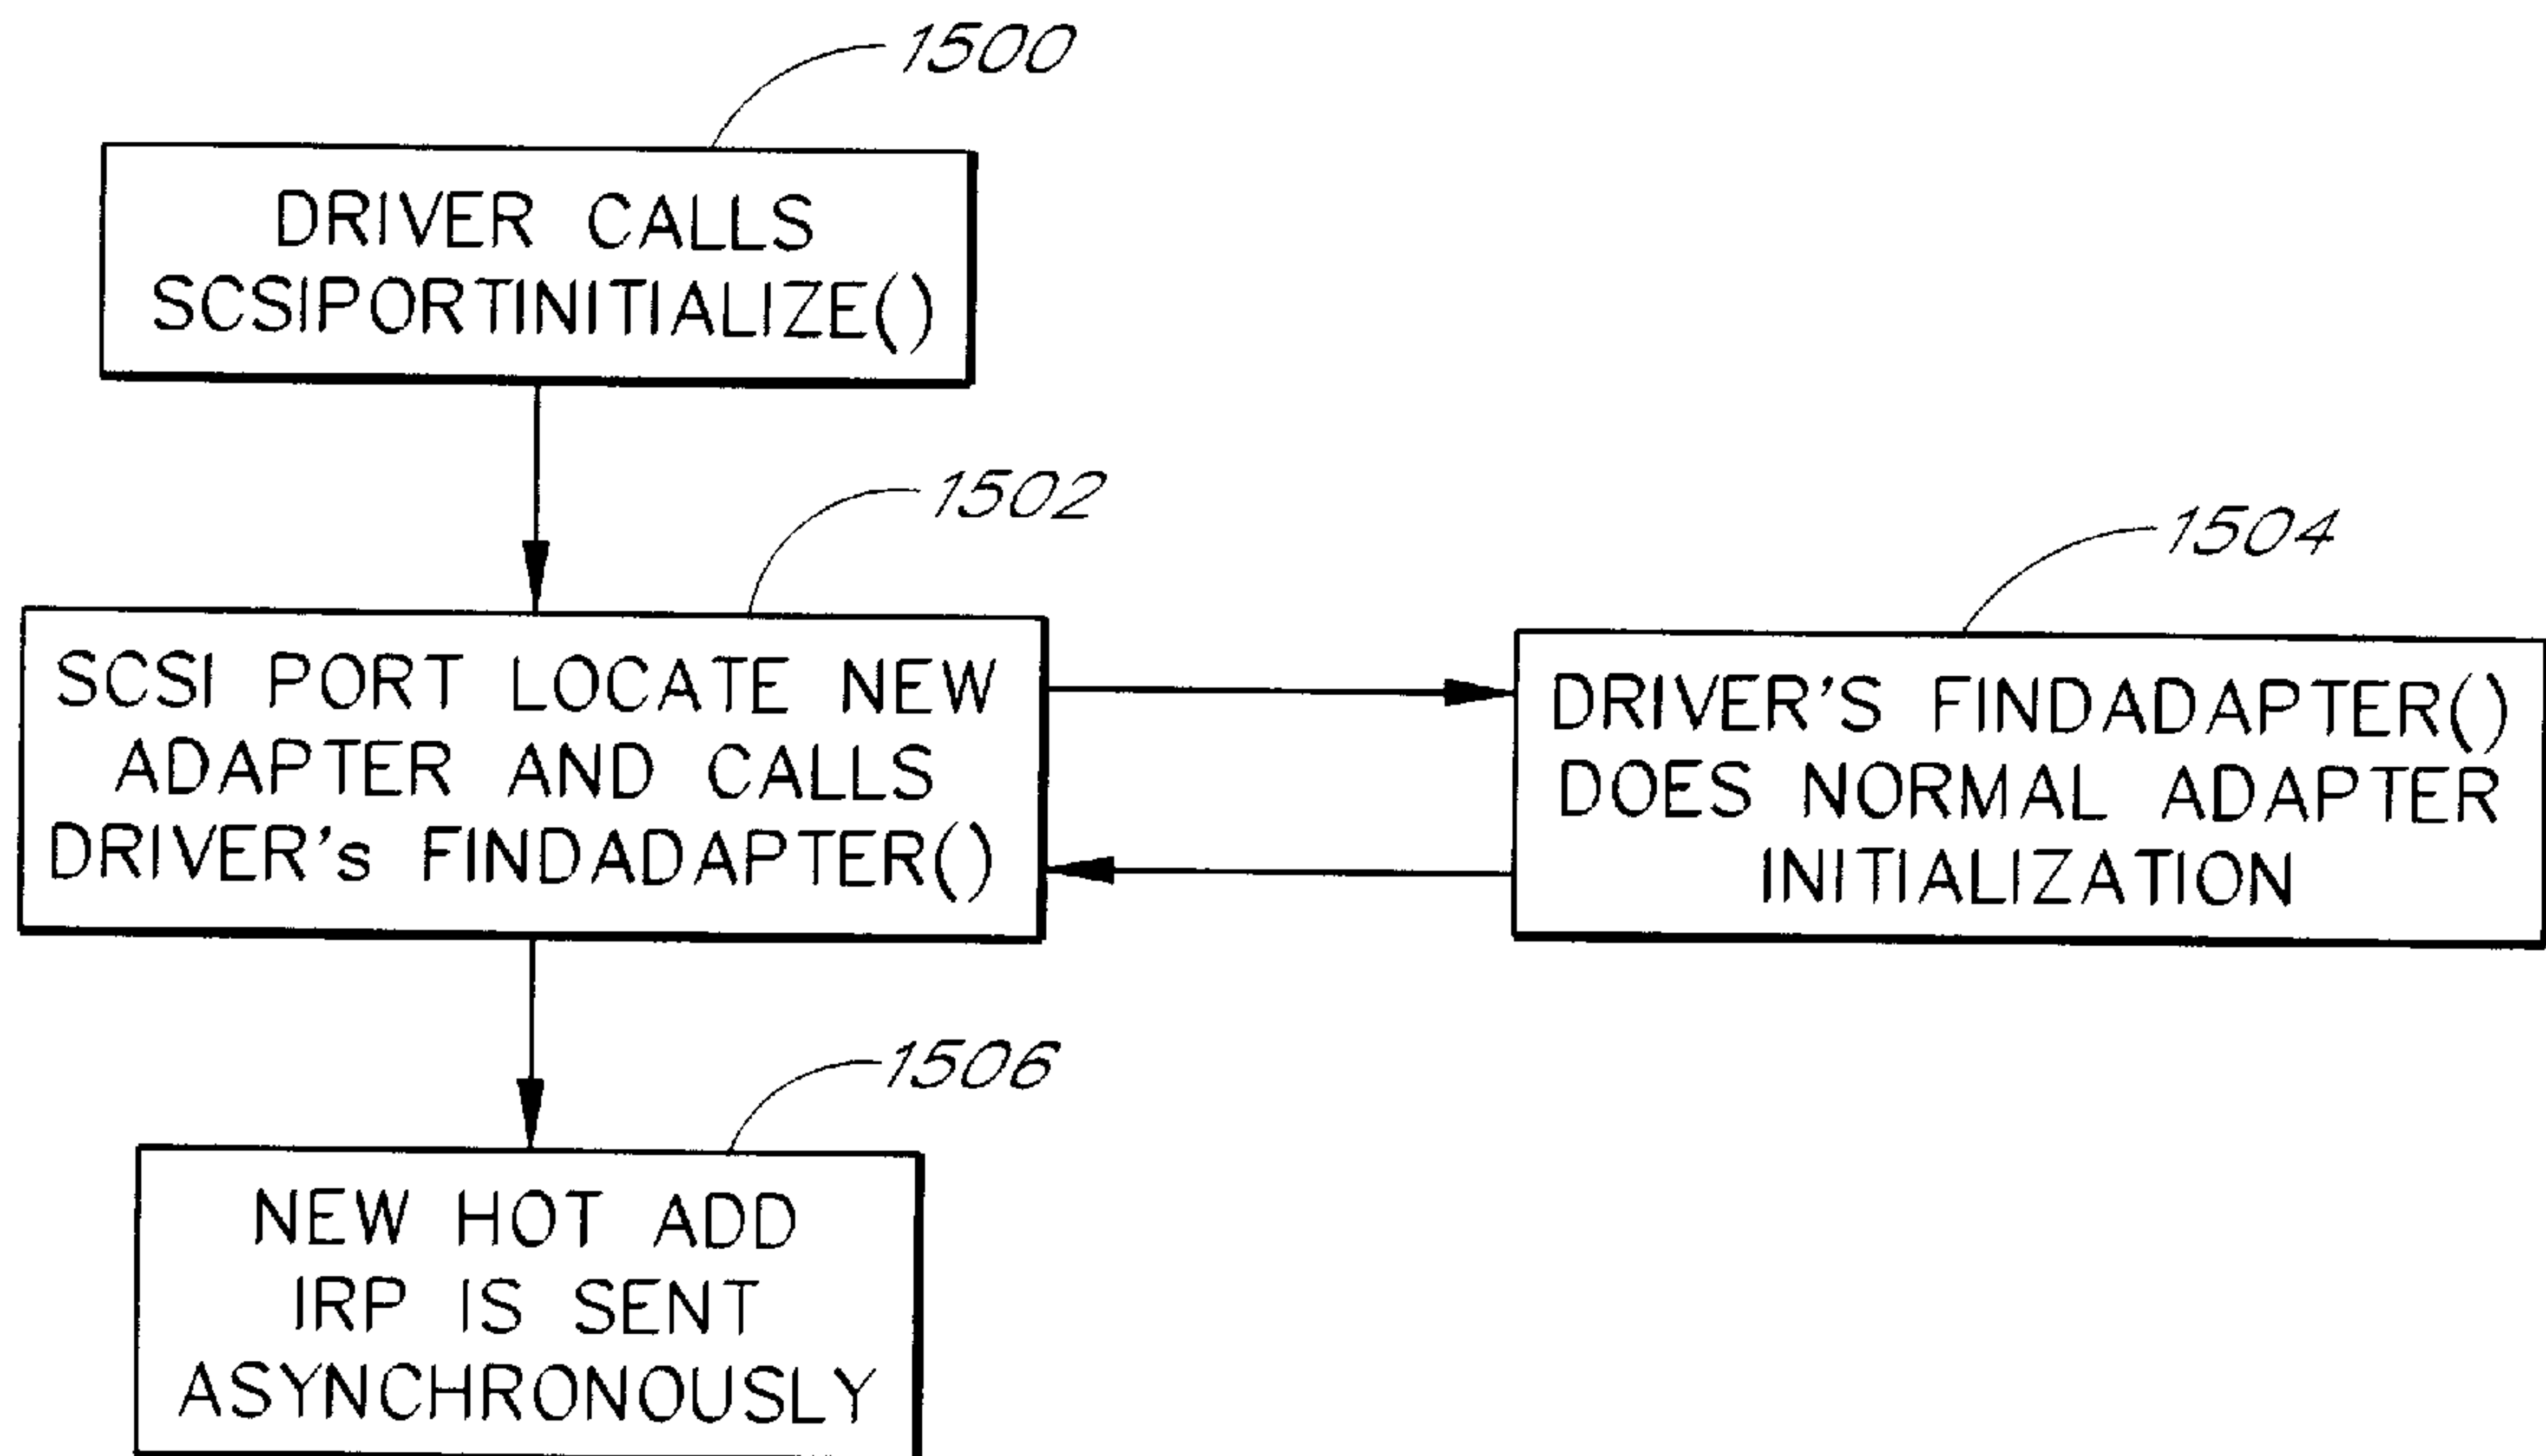 1500
DRIVER CALLS
SCSIPORTINITIALIZE()
1502
SCSI PORT LOCATE NEW
ADAPTER AND CALLS
DRIVER's FINDADAPTER()
1504
DRIVER'S FINDADAPTER()
DOES NORMAL ADAPTER
INITIALIZATION
1506
NEW HOT ADD
IRP IS SENT
ASYNCHRONOUSLY